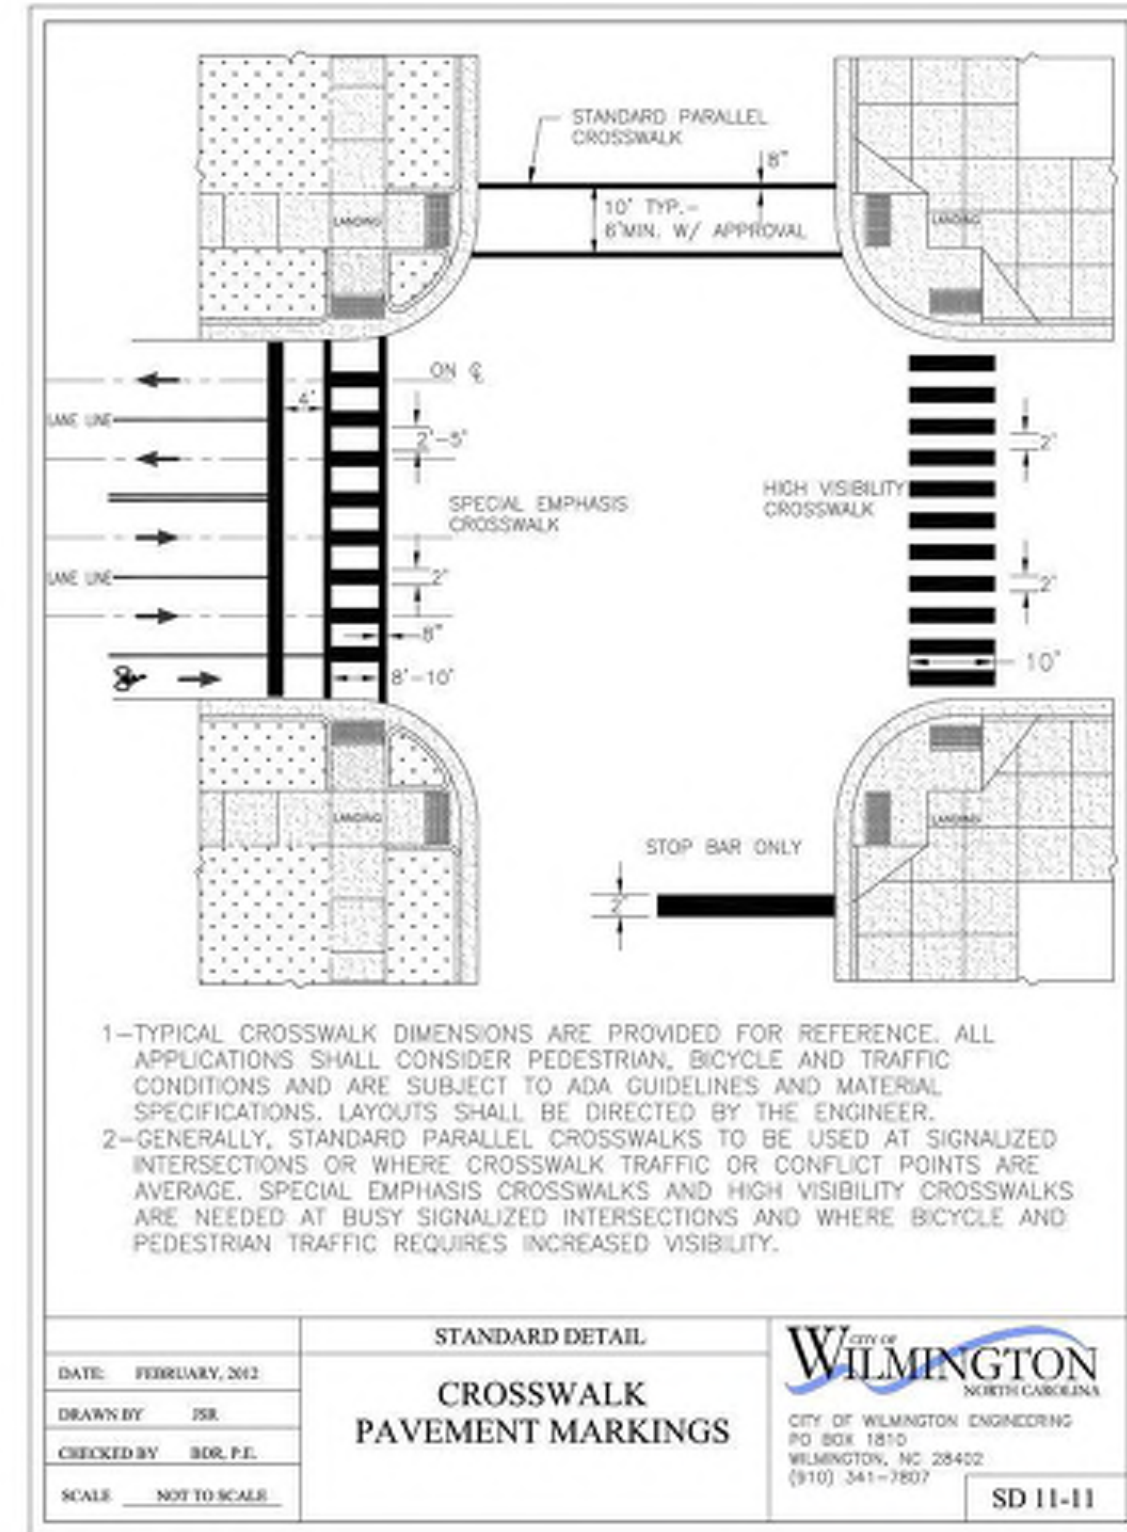 STANDARD PARALLEL
CROSSWALK
8"
10' TYP.-
8'MIN. W/ APPROVAL
LANDING
LANDING
ON ℄
4'
LANE LINE
2'-5'
SPECIAL EMPHASIS
CROSSWALK
HIGH VISIBILITY
CROSSWALK
2'
LANE LINE
2'
2'
8"
8'-10'
10'
LANDING
LANDING
STOP BAR ONLY
2'
1-TYPICAL CROSSWALK DIMENSIONS ARE PROVIDED FOR REFERENCE. ALL
APPLICATIONS SHALL CONSIDER PEDESTRIAN, BICYCLE AND TRAFFIC
CONDITIONS AND ARE SUBJECT TO ADA GUIDELINES AND MATERIAL
SPECIFICATIONS. LAYOUTS SHALL BE DIRECTED BY THE ENGINEER.
2-GENERALLY, STANDARD PARALLEL CROSSWALKS TO BE USED AT SIGNALIZED
INTERSECTIONS OR WHERE CROSSWALK TRAFFIC OR CONFLICT POINTS ARE
AVERAGE. SPECIAL EMPHASIS CROSSWALKS AND HIGH VISIBILITY CROSSWALKS
ARE NEEDED AT BUSY SIGNALIZED INTERSECTIONS AND WHERE BICYCLE AND
PEDESTRIAN TRAFFIC REQUIRES INCREASED VISIBILITY.
DATE: FEBRUARY, 2012
DRAWN BY JSR
CHECKED BY BDR, P.E.
SCALE NOT TO SCALE
STANDARD DETAIL
CROSSWALK
PAVEMENT MARKINGS
CITY OF
WILMINGTON
NORTH CAROLINA
CITY OF WILMINGTON ENGINEERING
PO BOX 1810
WILMINGTON, NC 28402
(910) 341-7807
SD 11-11